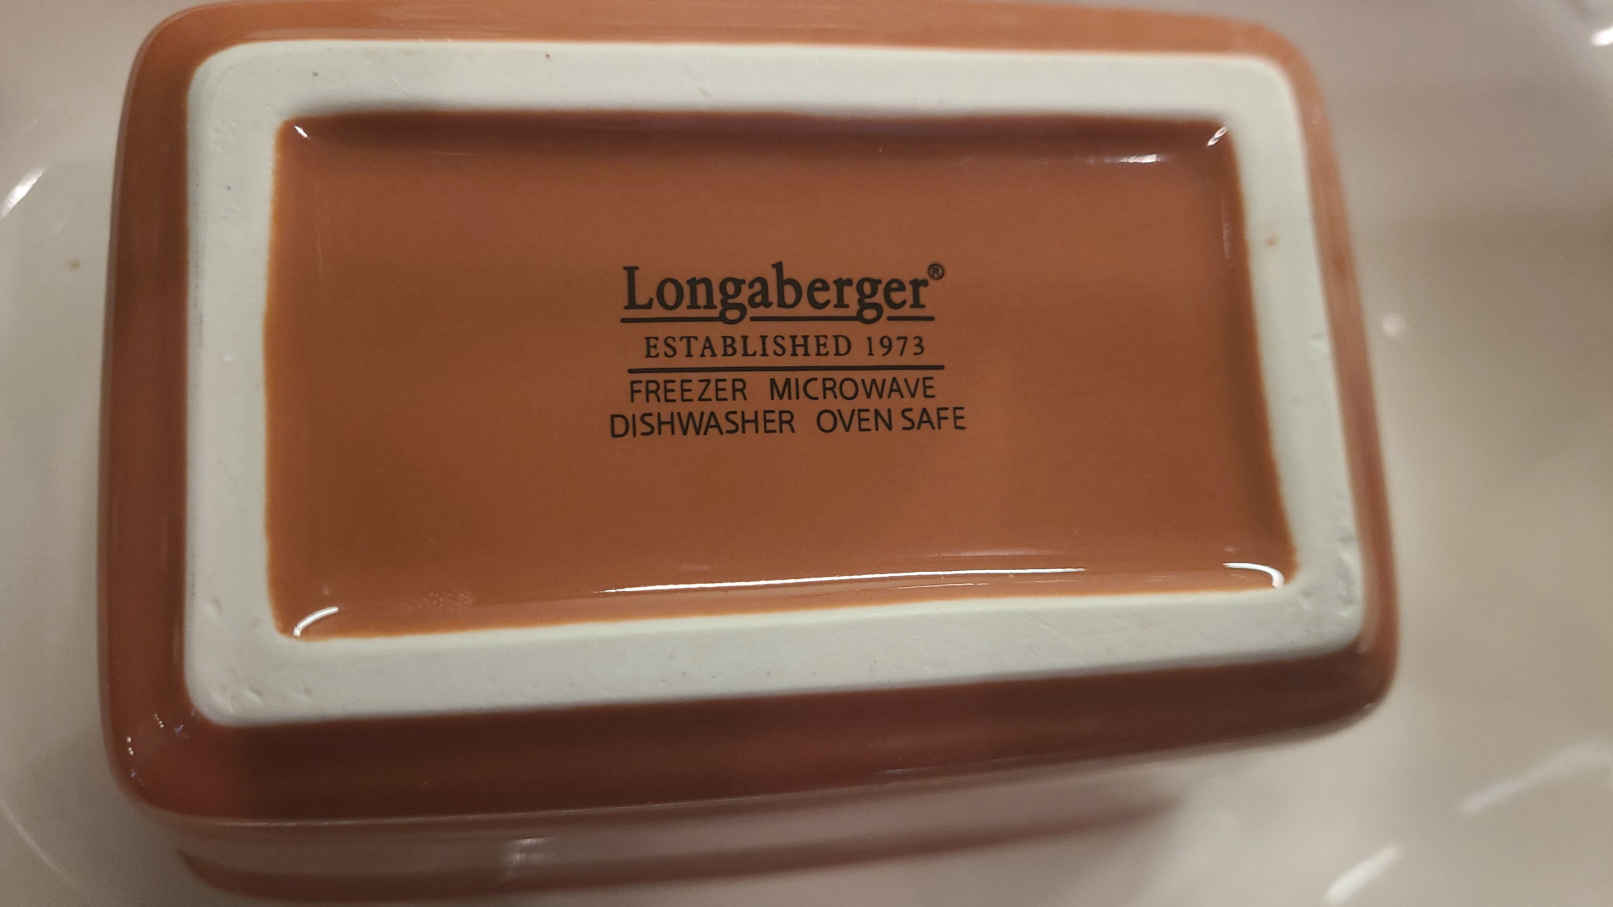 Longaberger®
ESTABLISHED 1973
FREEZER MICROWAVE
DISHWASHER OVEN SAFE